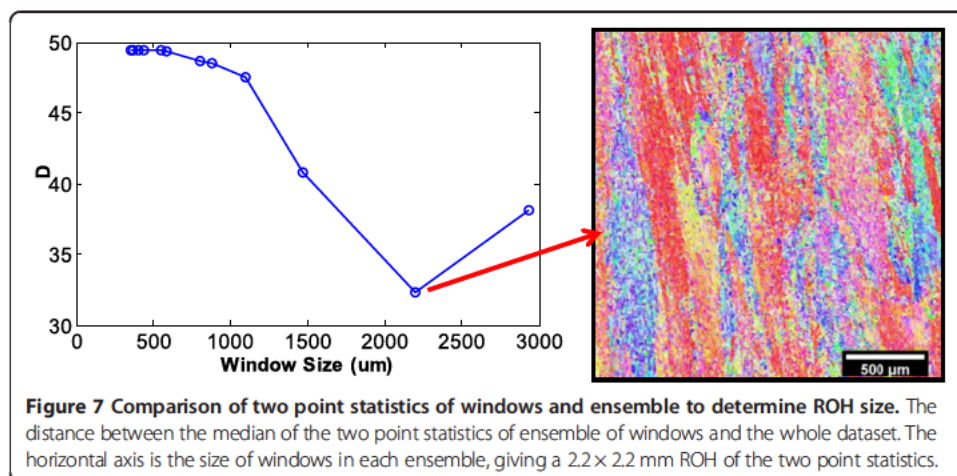 50
45
40
35
30
D
0
500
1000
1500
2000
2500
3000
Window Size (um)
500 µm
Figure 7 Comparison of two point statistics of windows and ensemble to determine ROH size. The
distance between the median of the two point statistics of ensemble of windows and the whole dataset. The
horizontal axis is the size of windows in each ensemble, giving a 2.2 × 2.2 mm ROH of the two point statistics.